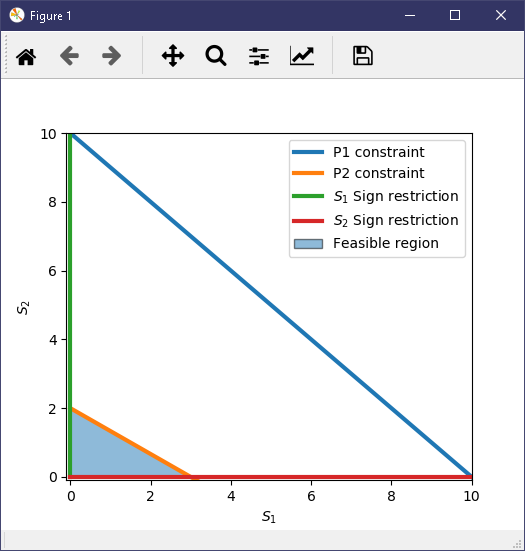 Figure 1
P1 constraint
P2 constraint
S₁ Sign restriction
S₂ Sign restriction
Feasible region
10
8
6
4
2
0
S₂
0 2 4 6 8 10
S₁